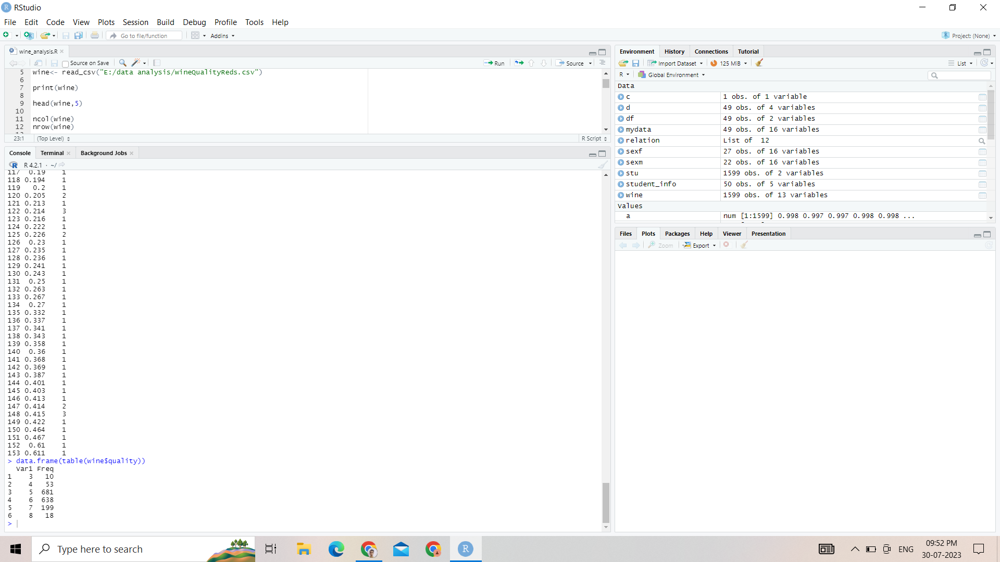 RStudio
File Edit Code View Plots Session Build Debug Profile Tools Help
Go to file/function Addins Project: (None)
wine_analysis.R
Source on Save Run Source
5 wine<- read_csv("E:/data analysis/wineQualityReds.csv")
6
7 print(wine)
8
9 head(wine,5)
10
11 ncol(wine)
12 nrow(wine)
23:1 (Top Level) R Script
Console Terminal Background Jobs
R 4.2.1 · ~/
117 0.19 1
118 0.194 1
119 0.2 1
120 0.205 2
121 0.213 1
122 0.214 3
123 0.216 1
124 0.222 1
125 0.226 2
126 0.23 1
127 0.235 1
128 0.236 1
129 0.241 1
130 0.243 1
131 0.25 1
132 0.263 1
133 0.267 1
134 0.27 1
135 0.332 1
136 0.337 1
137 0.341 1
138 0.343 1
139 0.358 1
140 0.36 1
141 0.368 1
142 0.369 1
143 0.387 1
144 0.401 1
145 0.403 1
146 0.413 1
147 0.414 2
148 0.415 3
149 0.422 1
150 0.464 1
151 0.467 1
152 0.61 1
153 0.611 1
> data.frame(table(wine$quality))
Var1 Freq
1 3 10
2 4 53
3 5 681
4 6 638
5 7 199
6 8 18
>
Environment History Connections Tutorial
Import Dataset 125 MiB List
R Global Environment
Data
c 1 obs. of 1 variable
d 49 obs. of 4 variables
df 49 obs. of 2 variables
mydata 49 obs. of 16 variables
relation List of 12
sexf 27 obs. of 16 variables
sexm 22 obs. of 16 variables
stu 1599 obs. of 2 variables
student_info 50 obs. of 5 variables
wine 1599 obs. of 13 variables
Values
a num [1:1599] 0.998 0.997 0.997 0.998 0.998 ...
Files Plots Packages Help Viewer Presentation
Zoom Export
Type here to search
ENG
09:52 PM
30-07-2023